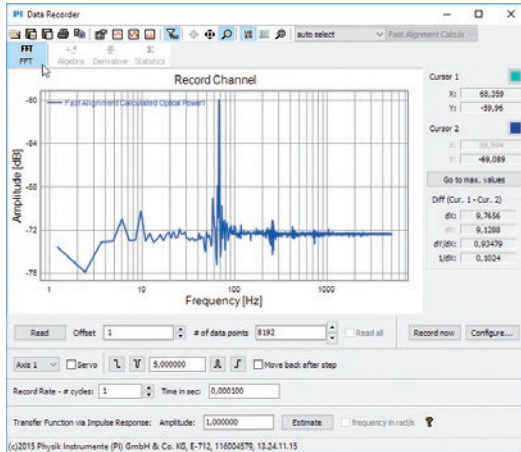 PI Data Recorder
auto select
Fast Alignment Calcula
FFT
FFT
Algebra
Derivative
Statistics
Record Channel
Fast Alignment Calculated Optical Power1
Amplitude [dB]
-60
-64
-66
-72
-78
1
10
100
1000
Frequency [Hz]
Cursor 1
X: 68,359
Y: -59,96
Cursor 2
X:
Y: -69,089
Go to max. values
Diff (Cur. 1 - Cur. 2)
dX: 9,7656
dY: 9,1288
dY/dX: 0,93479
1/dX: 0,1024
Read Offset 1 # of data points 8192 Read all Record now Configure...
Axis 1 Servo 5,000000 Move back after step
Record Rate - # cycles: 1 Time in sec: 0,000100
Transfer Function via Impulse Response: Amplitude: 1,000000 Estimate frequency in rad/s ?
(c)2015 Physik Instrumente (PI) GmbH & Co. KG, E-712, 116004579, 13.24.11.15